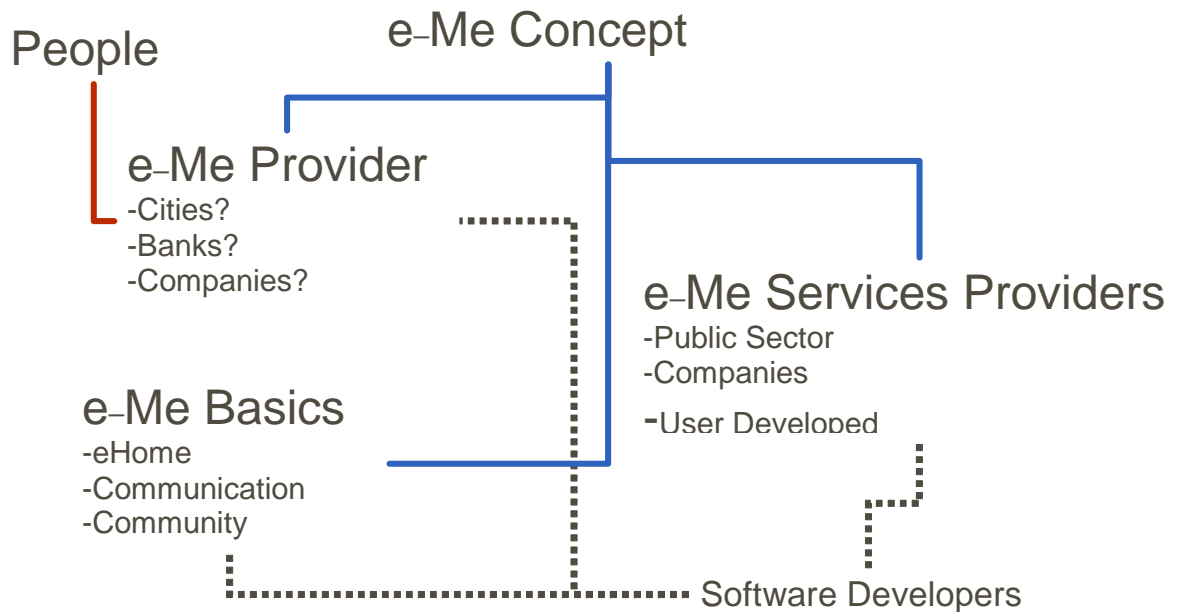 People
e–Me Concept
e–Me Provider
-Cities?
-Banks?
-Companies?
e–Me Services Providers
-Public Sector
-Companies
-User Developed
e–Me Basics
-eHome
-Communication
-Community
Software Developers